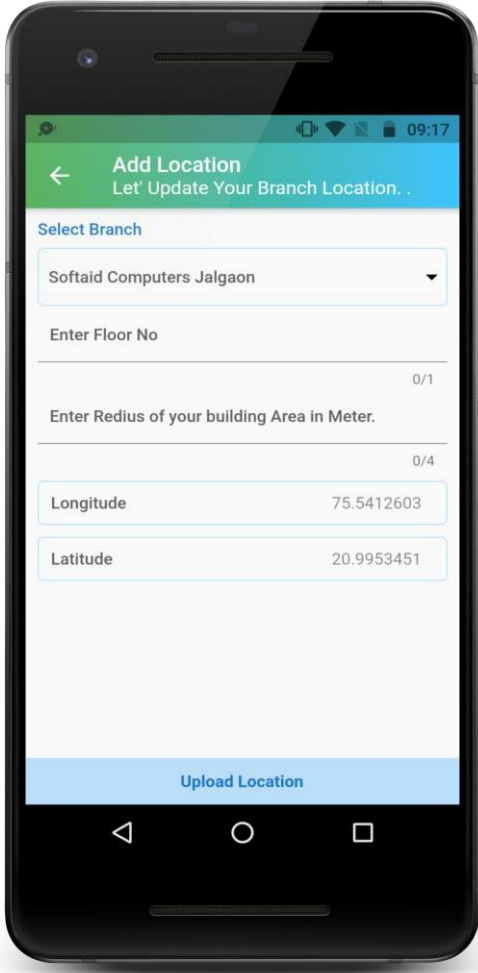 09:17
Add Location
Let' Update Your Branch Location. .
Select Branch
Softaid Computers Jalgaon
Enter Floor No
0/1
Enter Redius of your building Area in Meter.
0/4
Longitude 75.5412603
Latitude 20.9953451
Upload Location